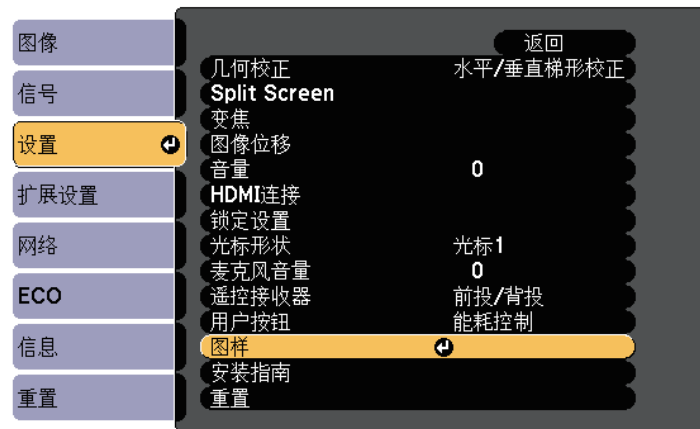 图像
信号
设置
扩展设置
网络
ECO
信息
重置
返回
几何校正 水平/垂直梯形校正
Split Screen
变焦
图像位移
音量 0
HDMI连接
锁定设置
光标形状 光标1
麦克风音量 0
遥控接收器 前投/背投
用户按钮 能耗控制
图样
安装指南
重置